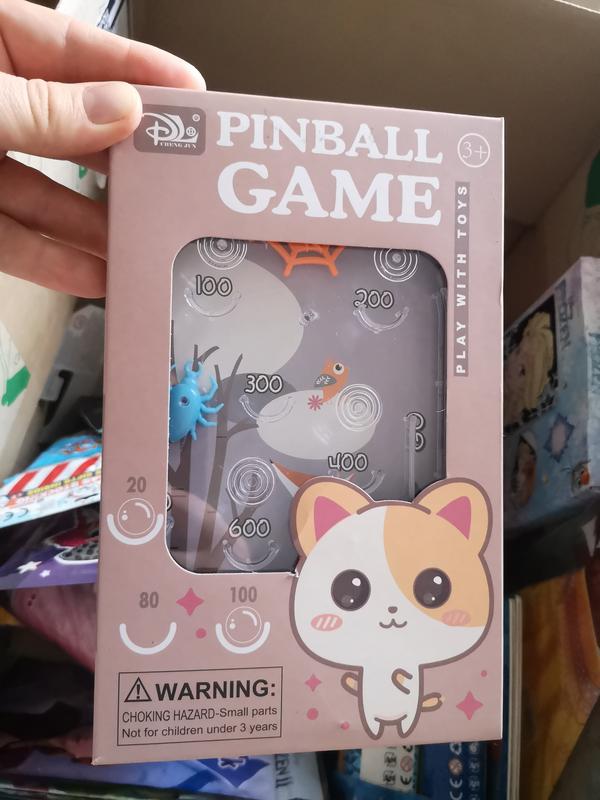 CHENG JUN
PINBALL
GAME
3+
PLAY WITH TOYS
100
200
300
400
600
20
80
100
WARNING:
CHOKING HAZARD-Small parts
Not for children under 3 years